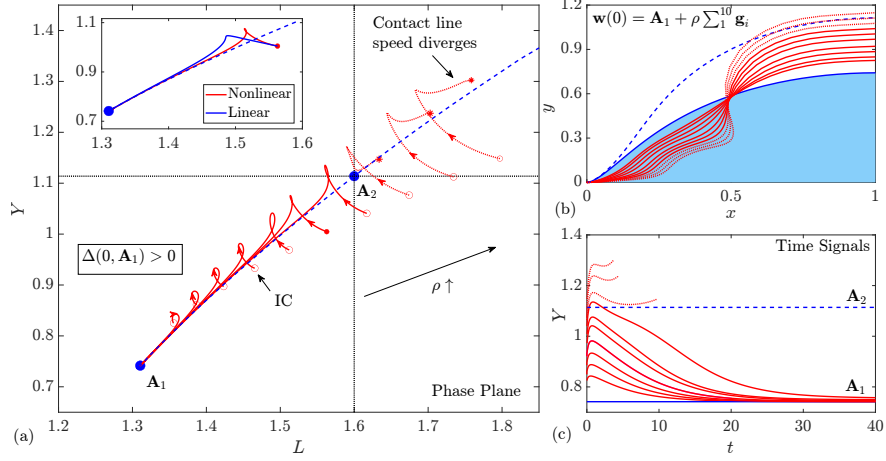 1.1
1.0
0.9
0.7
1.3
1.4
1.5
1.6
Nonlinear
Linear
Contact line
speed diverges
A₂
Δ(0, A₁) > 0
IC
ρ ↑
A₁
Phase Plane
(a)
Y
1.4
1.3
1.2
1.1
1
0.9
0.8
0.7
1.2
1.3
1.4
1.5
1.6
1.7
1.8
L
w(0) = A₁ + ρ ∑₁¹⁰ gᵢ
y
1.2
0.9
0.6
0.3
0
0
0.5
1
x
(b)
Time Signals
A₂
A₁
Y
1.4
1.2
1
0.8
0
10
20
30
40
t
(c)